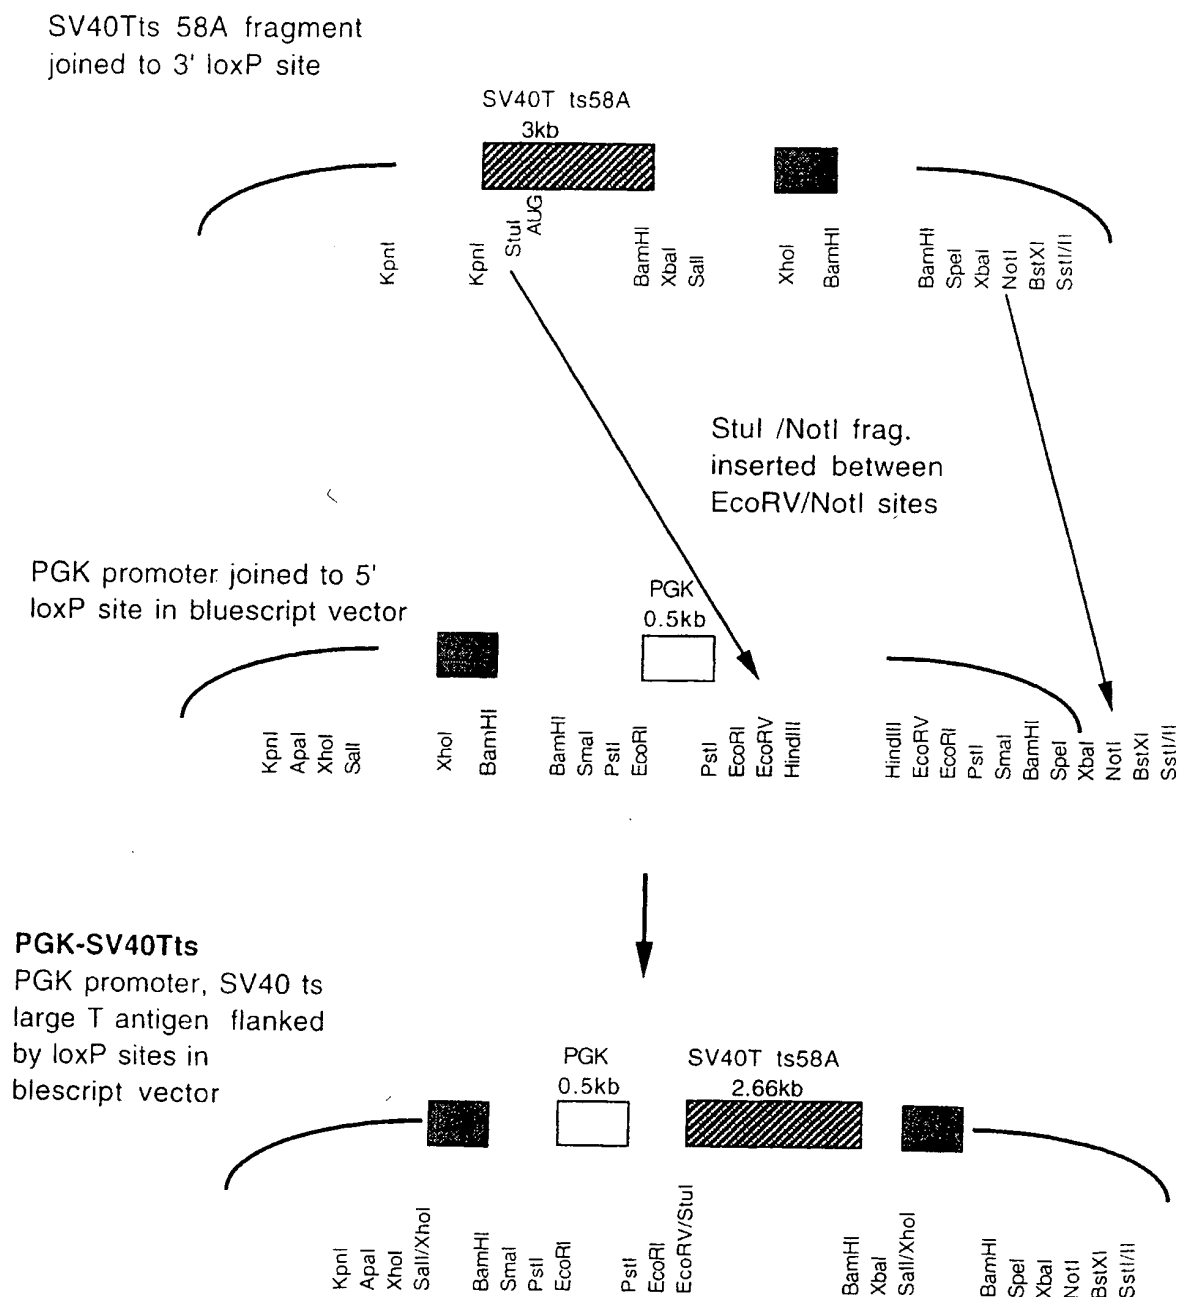 SV40Tts 58A fragment
joined to 3' loxP site
SV40T ts58A
3kb
KpnI
KpnI
StuI
AUG
BamHI
XbaI
SalI
XhoI
BamHI
BamHI
SpeI
XbaI
NotI
BstXI
SstI/II
StuI /NotI frag.
inserted between
EcoRV/NotI sites
PGK promoter joined to 5'
loxP site in bluescript vector
PGK
0.5kb
KpnI
ApaI
XhoI
SalI
XhoI
BamHI
BamHI
SmaI
PstI
EcoRI
PstI
EcoRI
EcoRV
HindIII
HindIII
EcoRV
EcoRI
PstI
SmaI
BamHI
SpeI
XbaI
NotI
BstXI
SstI/II
PGK-SV40Tts
PGK promoter, SV40 ts
large T antigen flanked
by loxP sites in
blescript vector
PGK
0.5kb
SV40T ts58A
2.66kb
KpnI
ApaI
XhoI
SalI/XhoI
BamHI
SmaI
PstI
EcoRI
PstI
EcoRI
EcoRV/StuI
BamHI
XbaI
SalI/XhoI
BamHI
SpeI
XbaI
NotI
BstXI
SstI/II